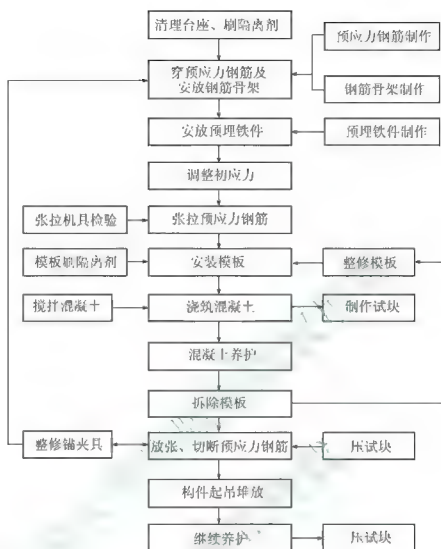 清理台座、刷隔离剂
预应力钢筋制作
穿预应力钢筋及
安放钢筋骨架
钢筋骨架制作
安放预埋铁件
预埋铁件制作
调整初应力
张拉机具检验
张拉预应力钢筋
模板刷隔离剂
安装模板
整修模板
搅拌混凝土
浇筑混凝土
制作试块
混凝土养护
拆除模板
整修锚夹具
放张、切断预应力钢筋
压试块
构件起吊堆放
继续养护
压试块